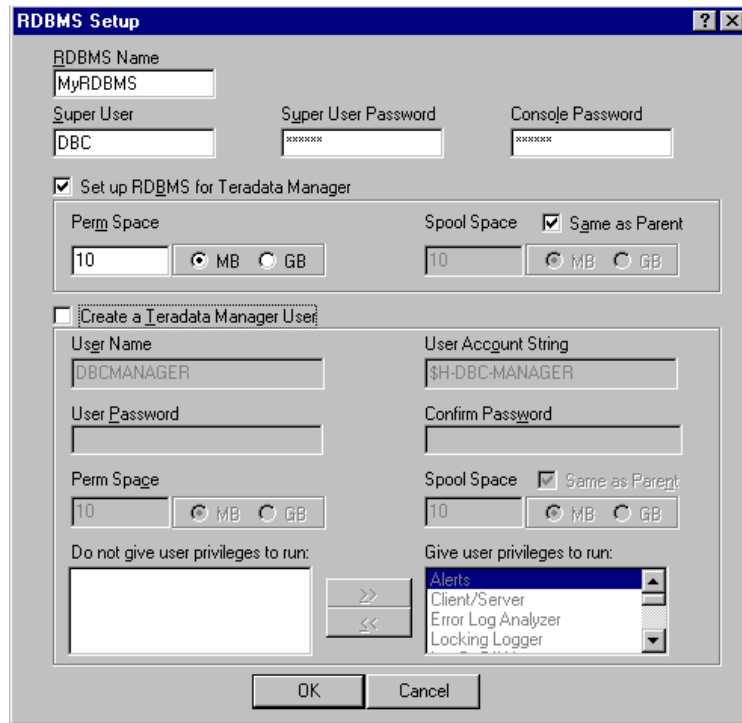 RDBMS Setup
RDBMS Name
MyRDBMS
Super User Super User Password Console Password
DBC ****** ******
Set up RDBMS for Teradata Manager
Perm Space Spool Space Same as Parent
10 MB GB 10 MB GB
Create a Teradata Manager User
User Name User Account String
DBCMANAGER $H-DBC-MANAGER
User Password Confirm Password
Perm Space Spool Space Same as Parent
10 MB GB 10 MB GB
Do not give user privileges to run: Give user privileges to run:
Alerts
>> Client/Server
Error Log Analyzer
<< Locking Logger
OK Cancel